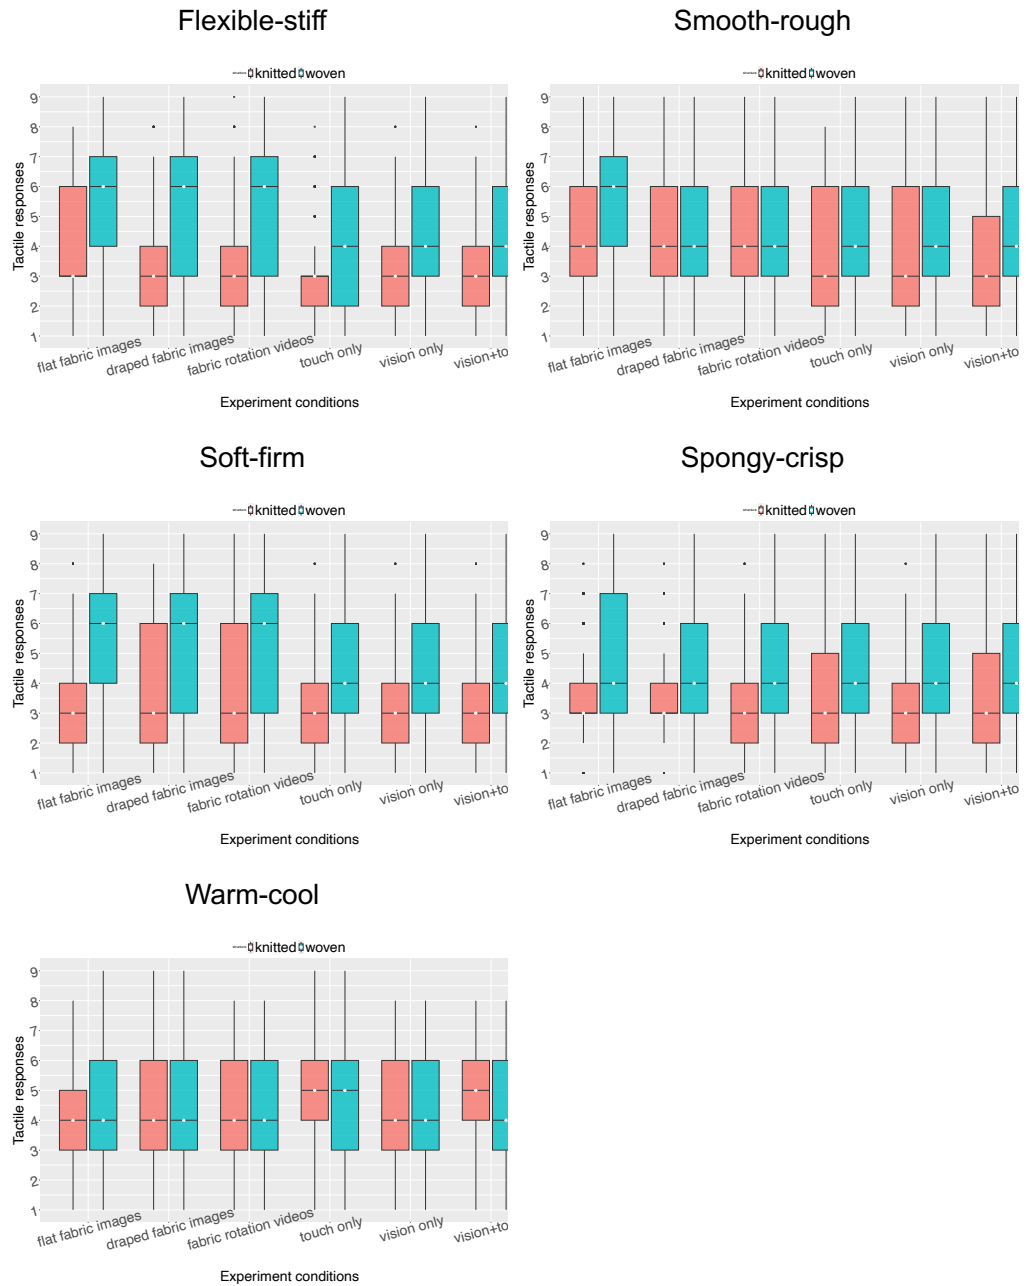 Flexible-stiff
Smooth-rough
knitted woven
knitted woven
Tactile responses
9
8
7
6
5
4
3
2
1
flat fabric images
draped fabric images
fabric rotation videos
touch only
vision only
vision+to
Experiment conditions
Tactile responses
9
8
7
6
5
4
3
2
1
flat fabric images
draped fabric images
fabric rotation videos
touch only
vision only
vision+to
Experiment conditions
Soft-firm
Spongy-crisp
knitted woven
knitted woven
Tactile responses
9
8
7
6
5
4
3
2
1
flat fabric images
draped fabric images
fabric rotation videos
touch only
vision only
vision+to
Experiment conditions
Tactile responses
9
8
7
6
5
4
3
2
1
flat fabric images
draped fabric images
fabric rotation videos
touch only
vision only
vision+to
Experiment conditions
Warm-cool
knitted woven
Tactile responses
9
8
7
6
5
4
3
2
1
flat fabric images
draped fabric images
fabric rotation videos
touch only
vision only
vision+to
Experiment conditions